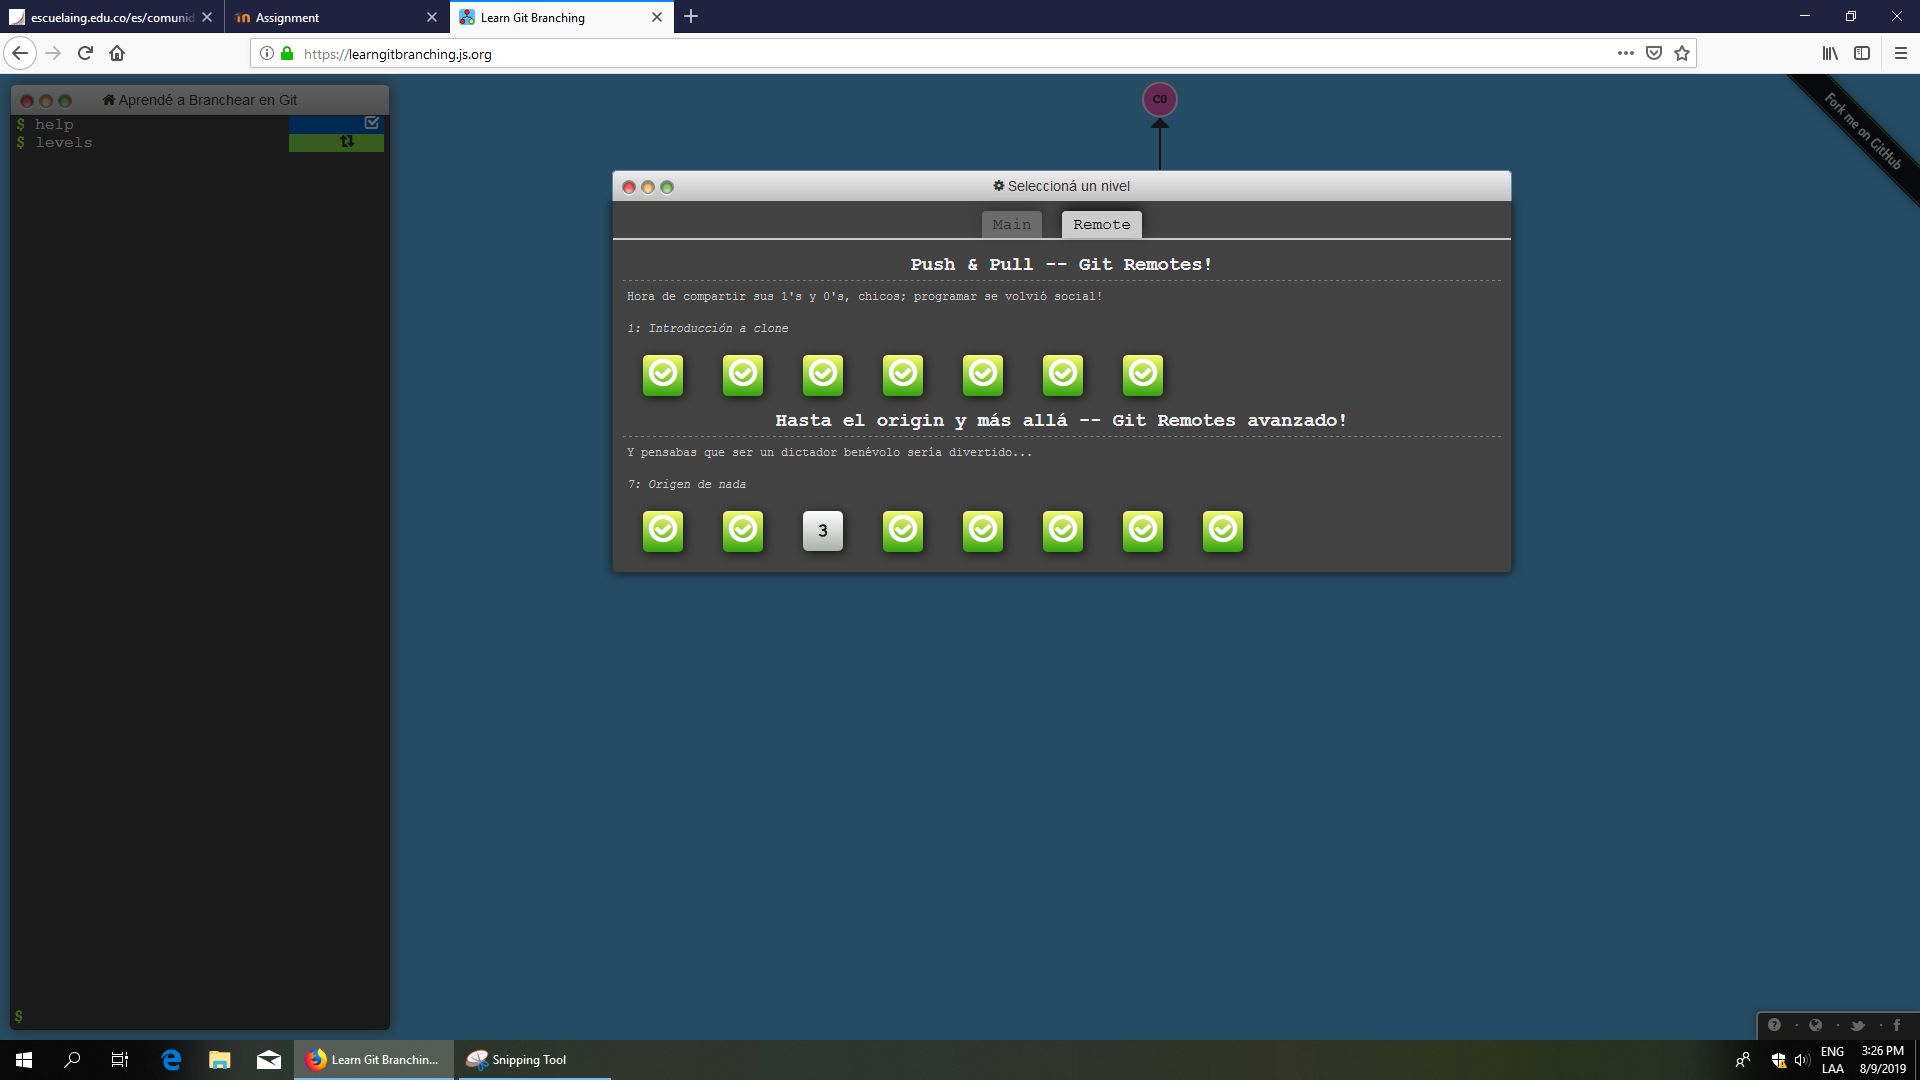 escuelaing.edu.co/es/comunid
Assignment
Learn Git Branching
https://learngitbranching.js.org
Aprendé a Branchear en Git
$ help
$ levels
$
C0
Fork me on GitHub
Seleccioná un nivel
Main
Remote
Push & Pull -- Git Remotes!
Hora de compartir sus 1's y 0's, chicos; programar se volvió social!
1: Introducción a clone
Hasta el origin y más allá -- Git Remotes avanzado!
Y pensabas que ser un dictador benévolo sería divertido...
7: Origen de nada
3
Learn Git Branchin...
Snipping Tool
ENG
LAA
3:26 PM
8/9/2019